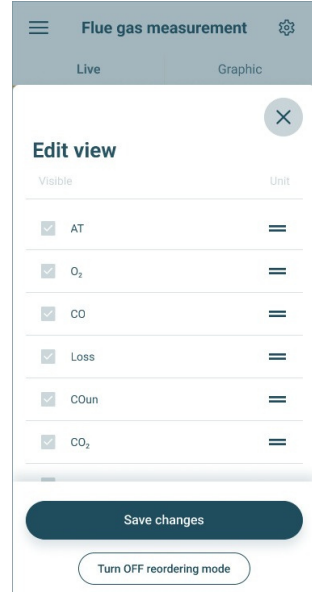 Flue gas measurement
Live Graphic
Edit view
Visible Unit
AT
O₂
CO
Loss
COun
CO₂
Save changes
Turn OFF reordering mode